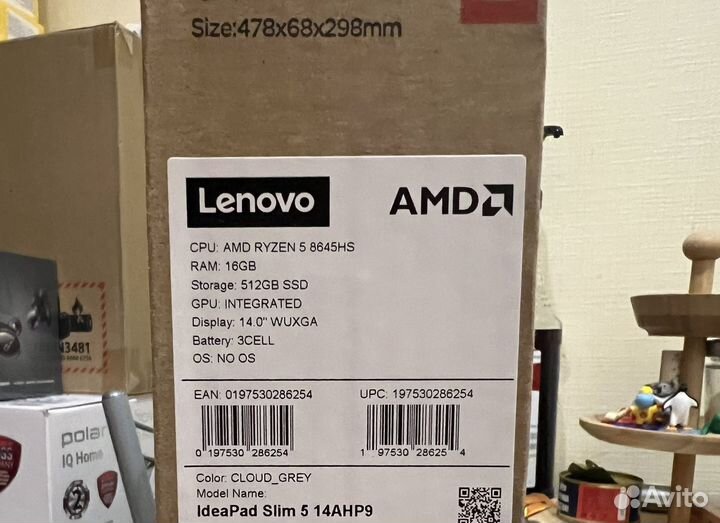 Size:478x68x298mm
Lenovo
AMD
CPU: AMD RYZEN 5 8645HS
RAM: 16GB
Storage: 512GB SSD
GPU: INTEGRATED
Display: 14.0" WUXGA
Battery: 3CELL
OS: NO OS
EAN: 0197530286254
UPC: 197530286254
0 197530 286254
1 97530 28625 4
Color: CLOUD_GREY
Model Name:
IdeaPad Slim 5 14AHP9
N3481
polar
IQ Home
2
Avito